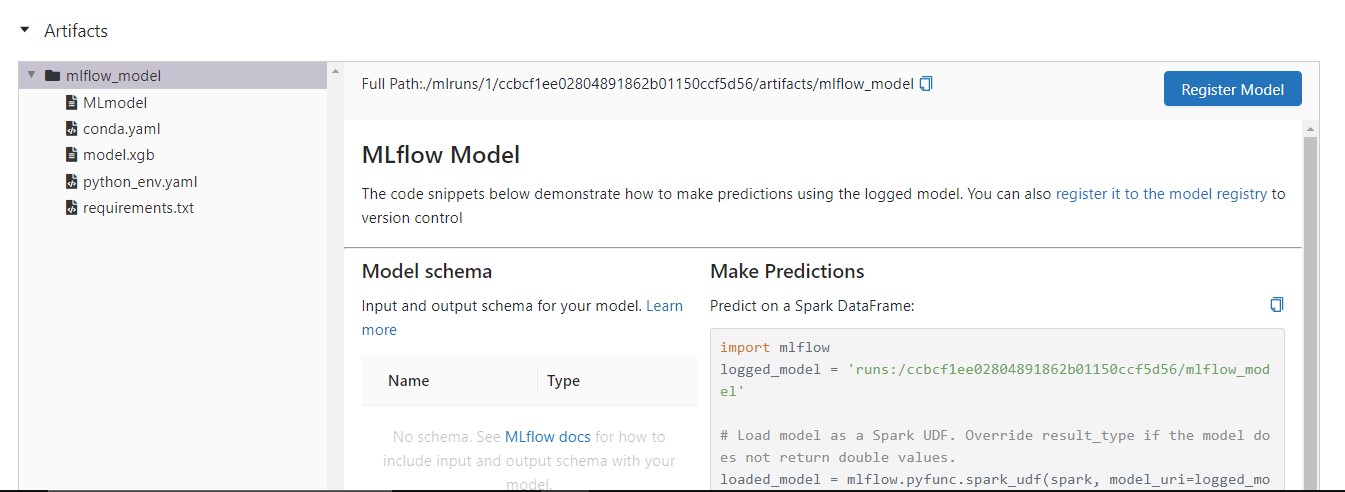 Artifacts
mlflow_model
MLmodel
conda.yaml
model.xgb
python_env.yaml
requirements.txt
Full Path:./mlruns/1/ccbcf1ee02804891862b01150ccf5d56/artifacts/mlflow_model
Register Model
MLflow Model
The code snippets below demonstrate how to make predictions using the logged model. You can also register it to the model registry to
version control
Model schema
Input and output schema for your model. Learn
more
Name Type
No schema. See MLflow docs for how to
include input and output schema with your
model.
Make Predictions
Predict on a Spark DataFrame:
import mlflow
logged_model = 'runs:/ccbcf1ee02804891862b01150ccf5d56/mlflow_mod
el'
# Load model as a Spark UDF. Override result_type if the model do
es not return double values.
loaded_model = mlflow.pyfunc.spark_udf(spark, model_uri=logged_mo